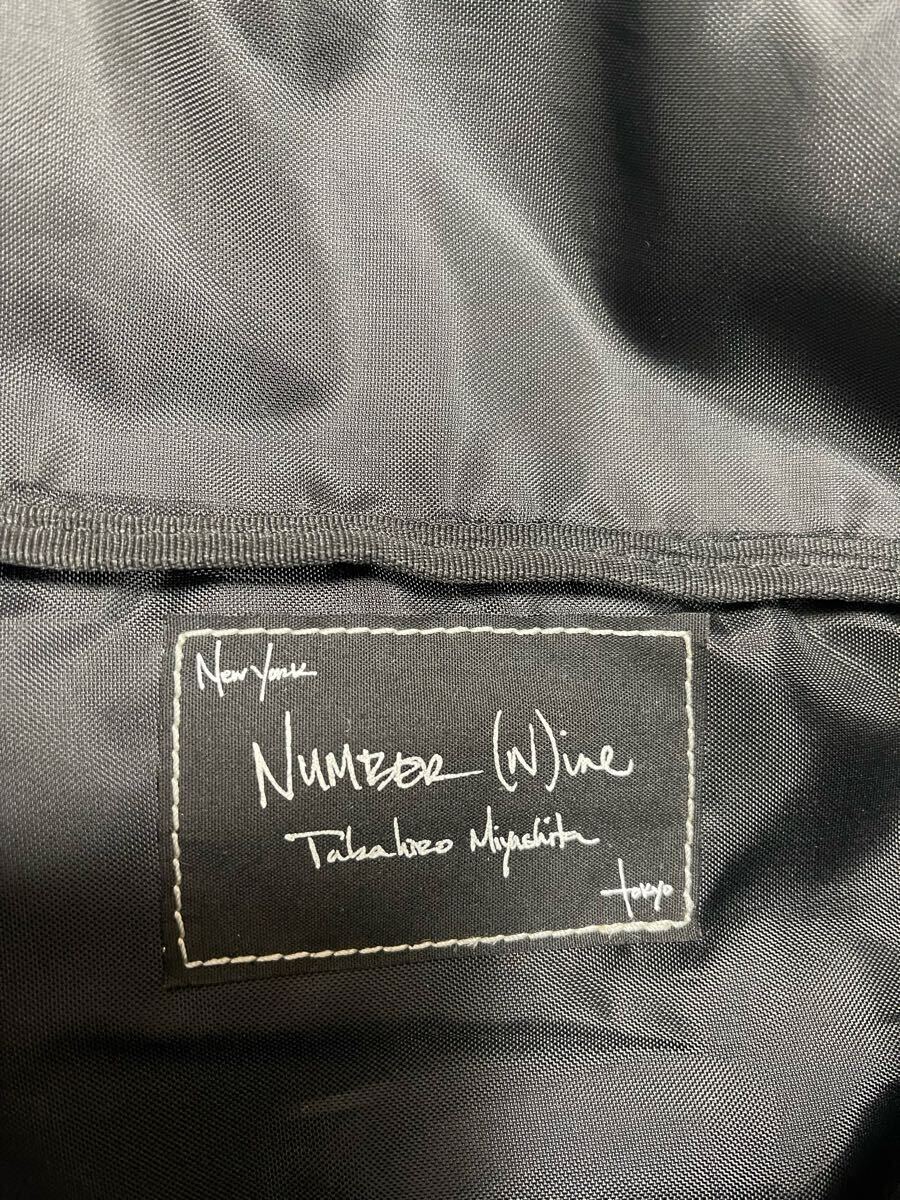 New York
NUMBER (N)ine
Takahiro Miyashita
tokyo